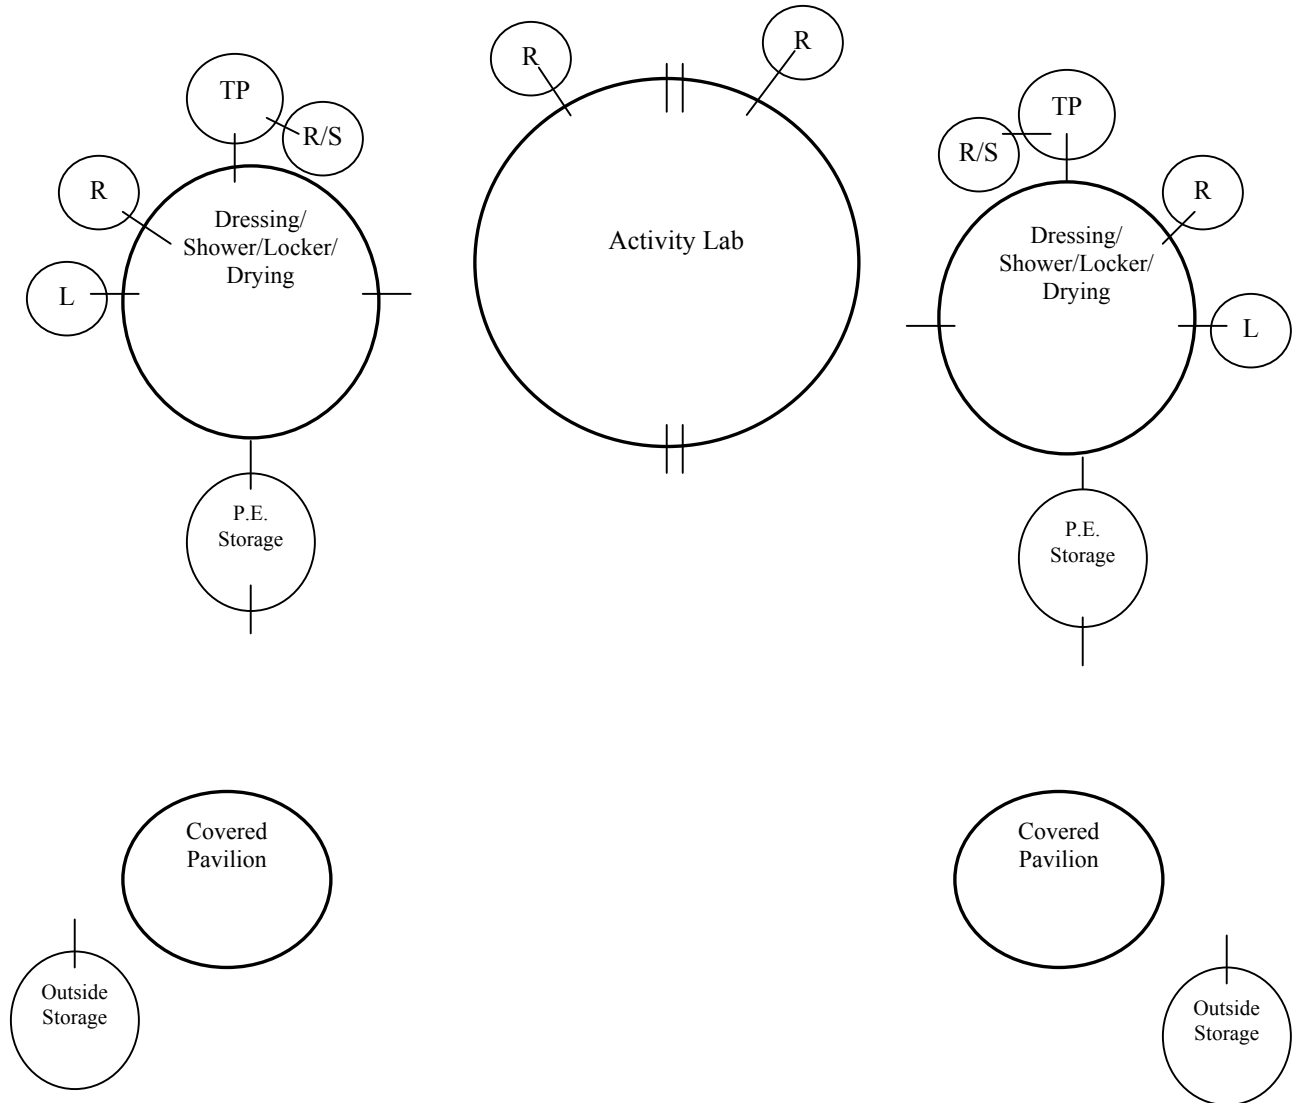 R
R
TP
TP
R/S
R/S
R
R
Dressing/
Shower/Locker/
Drying
Activity Lab
Dressing/
Shower/Locker/
Drying
L
L
P.E.
Storage
P.E.
Storage
Covered
Pavilion
Covered
Pavilion
Outside
Storage
Outside
Storage